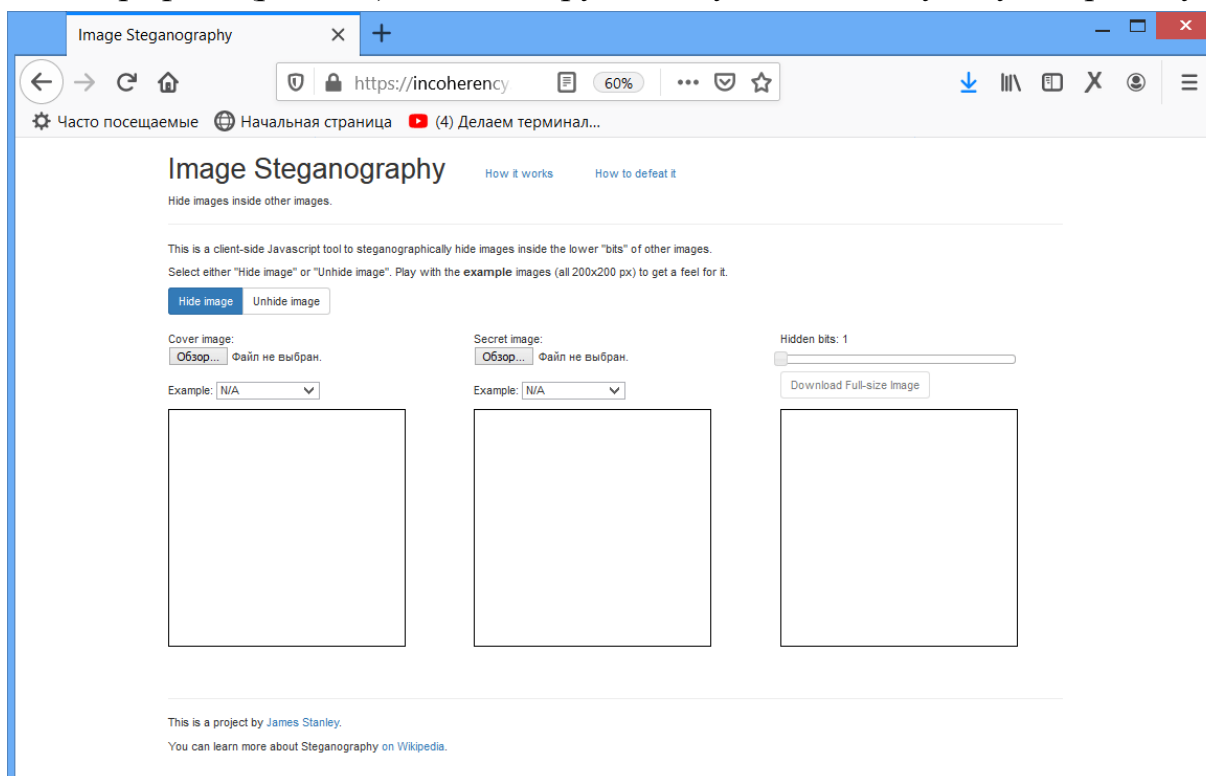 Image Steganography
https://incoherency
60%
Часто посещаемые Начальная страница (4) Делаем терминал...
Image Steganography How it works How to defeat it
Hide images inside other images.
This is a client-side Javascript tool to steganographically hide images inside the lower "bits" of other images.
Select either "Hide image" or "Unhide image". Play with the example images (all 200x200 px) to get a feel for it.
Hide image Unhide image
Cover image: Secret image: Hidden bits: 1
Обзор... Файл не выбран. Обзор... Файл не выбран.
Download Full-size Image
Example: N/A Example: N/A
This is a project by James Stanley.
You can learn more about Steganography on Wikipedia.